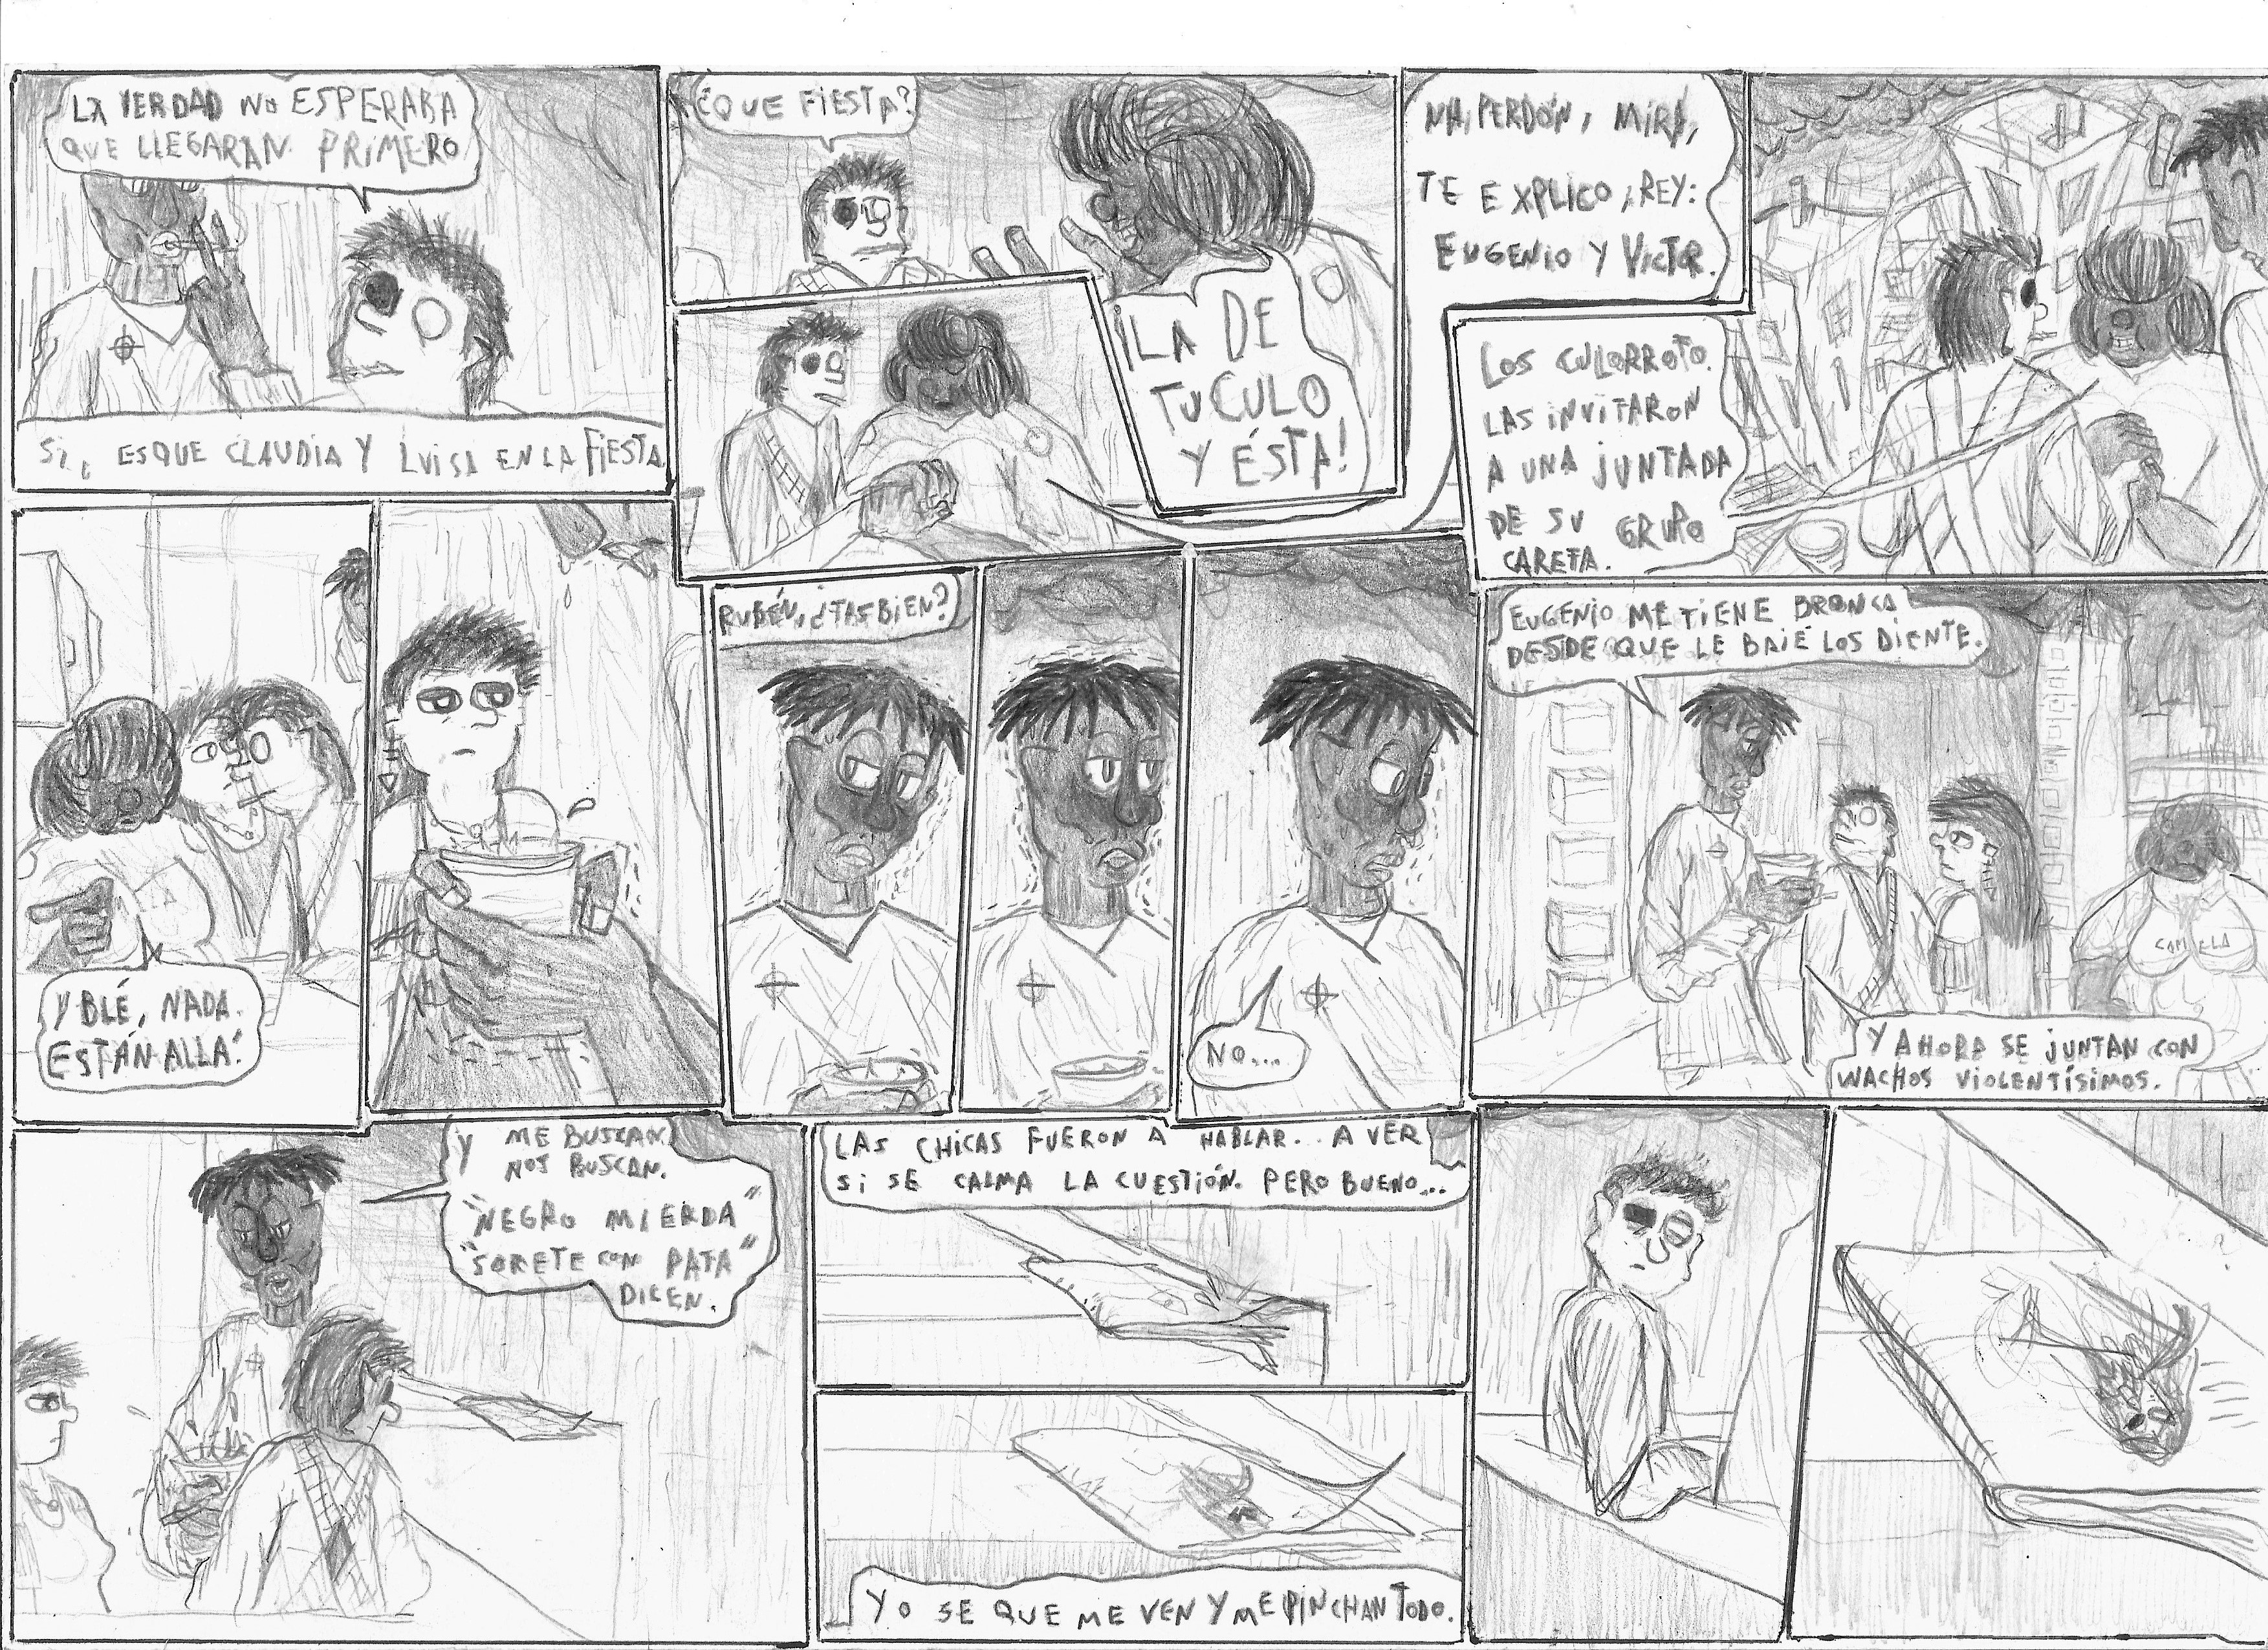 LA VERDAD NO ESPERABA
QUE LLEGARAN PRIMERO
SI, ES QUE CLAUDIA Y LUISA EN LA FIESTA
¿QUE FIESTA?
¡LA DE
TU CULO
Y ÉSTA!
NA, PERDÓN, MIRÁ,
TE EXPLICO, REY:
EUGENIO Y VICTOR.
LOS CULORROTO.
LAS INVITARON
A UNA JUNTADA
DE SU GRUPO
CARETA.
Y BLÉ, NADA.
ESTÁN ALLA.
RUBÉN, ¿TAS BIEN?
NO...
EUGENIO ME TIENE BRONCA
DESDE QUE LE BAJÉ LOS DIENTE.
CAMELA
Y AHORA SE JUNTAN CON
WACHOS VIOLENTÍSIMOS.
Y ME BUSCAN.
NOS BUSCAN.
"NEGRO MIERDA"
"SORETE CON PATA"
DICEN.
LAS CHICAS FUERON A HABLAR... A VER
SI SE CALMA LA CUESTIÓN. PERO BUENO...
YO SE QUE ME VEN Y ME PINCHAN TODO.